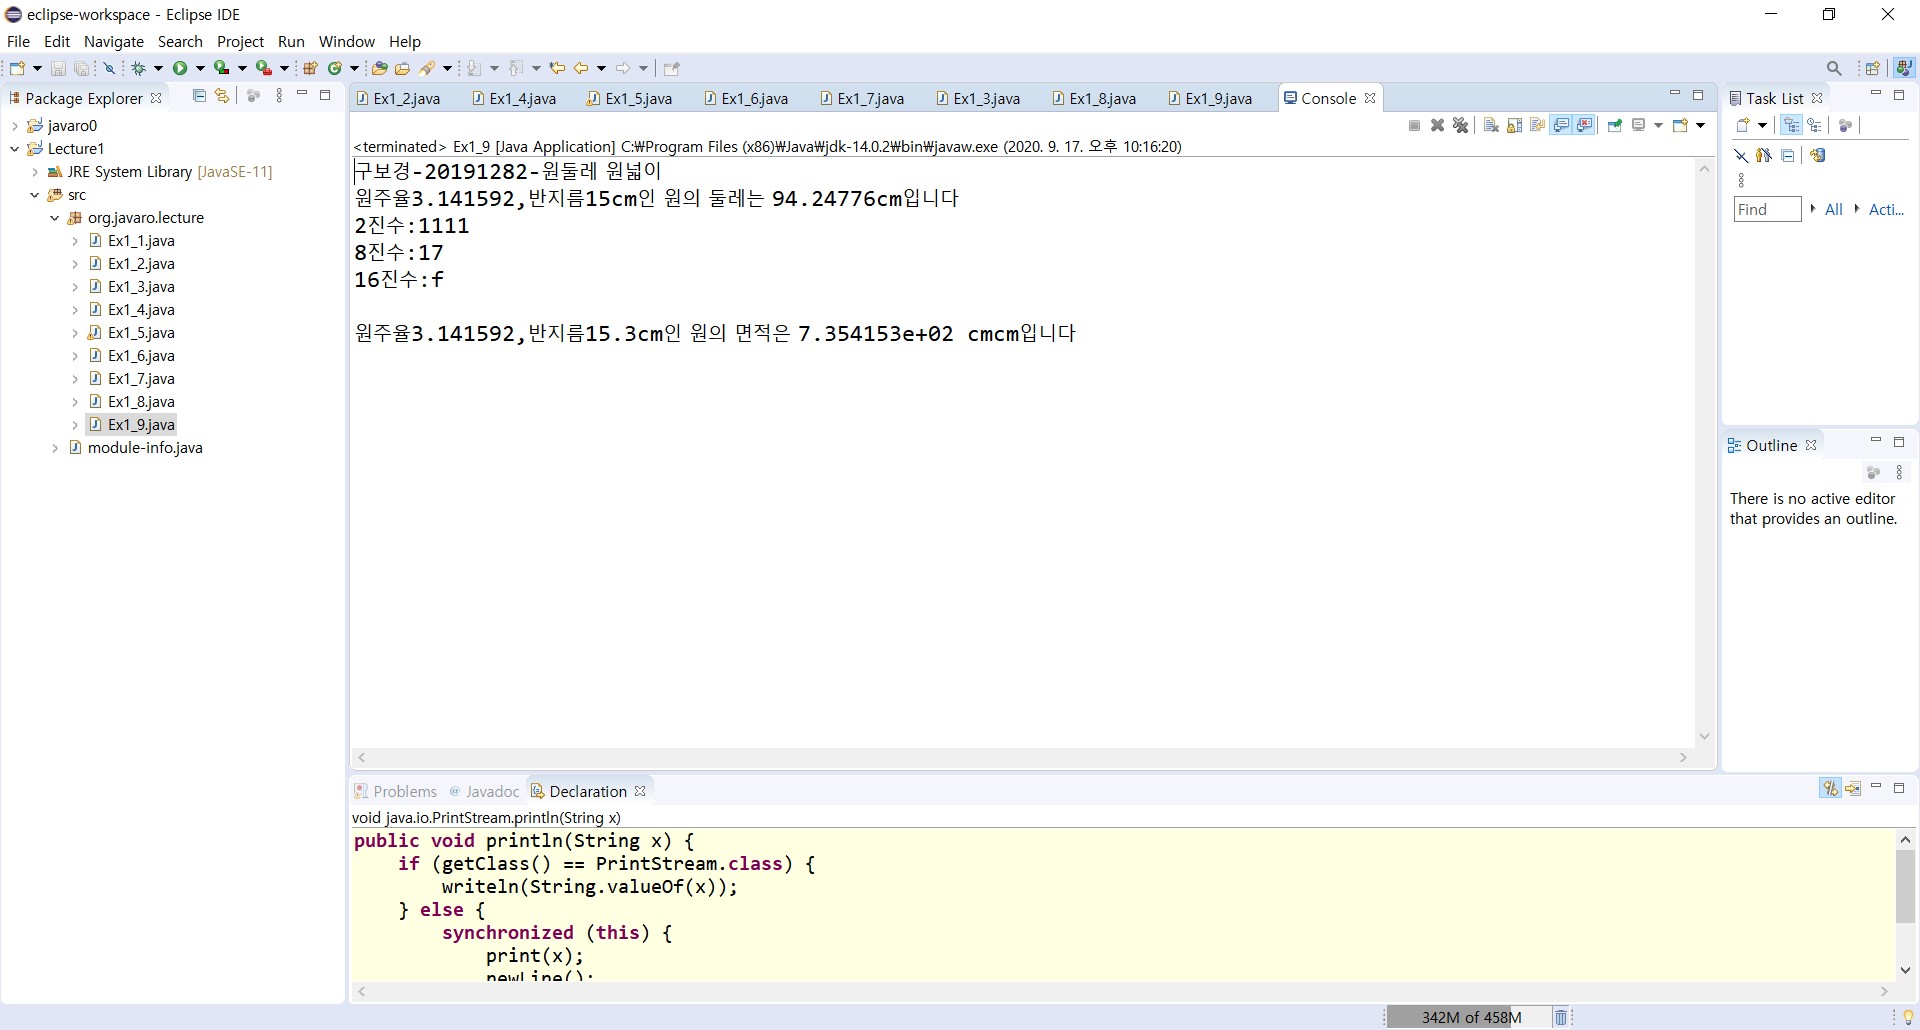 eclipse-workspace - Eclipse IDE
File Edit Navigate Search Project Run Window Help
Package Explorer
javaro0
Lecture1
JRE System Library [JavaSE-11]
src
org.javaro.lecture
Ex1_1.java
Ex1_2.java
Ex1_3.java
Ex1_4.java
Ex1_5.java
Ex1_6.java
Ex1_7.java
Ex1_8.java
Ex1_9.java
module-info.java
Ex1_2.java Ex1_4.java Ex1_5.java Ex1_6.java Ex1_7.java Ex1_3.java Ex1_8.java Ex1_9.java Console
<terminated> Ex1_9 [Java Application] C:₩Program Files (x86)₩Java₩jdk-14.0.2₩bin₩javaw.exe (2020. 9. 17. 오후 10:16:20)
구보경-20191282-원둘레 원넓이
원주율3.141592,반지름15cm인 원의 둘레는 94.24776cm입니다
2진수:1111
8진수:17
16진수:f
원주율3.141592,반지름15.3cm인 원의 면적은 7.354153e+02 cmcm입니다
Task List
Find All Acti...
Outline
There is no active editor
that provides an outline.
Problems @ Javadoc Declaration
void java.io.PrintStream.println(String x)
public void println(String x) {
if (getClass() == PrintStream.class) {
writeln(String.valueOf(x));
} else {
synchronized (this) {
print(x);
newLine();
342M of 458M